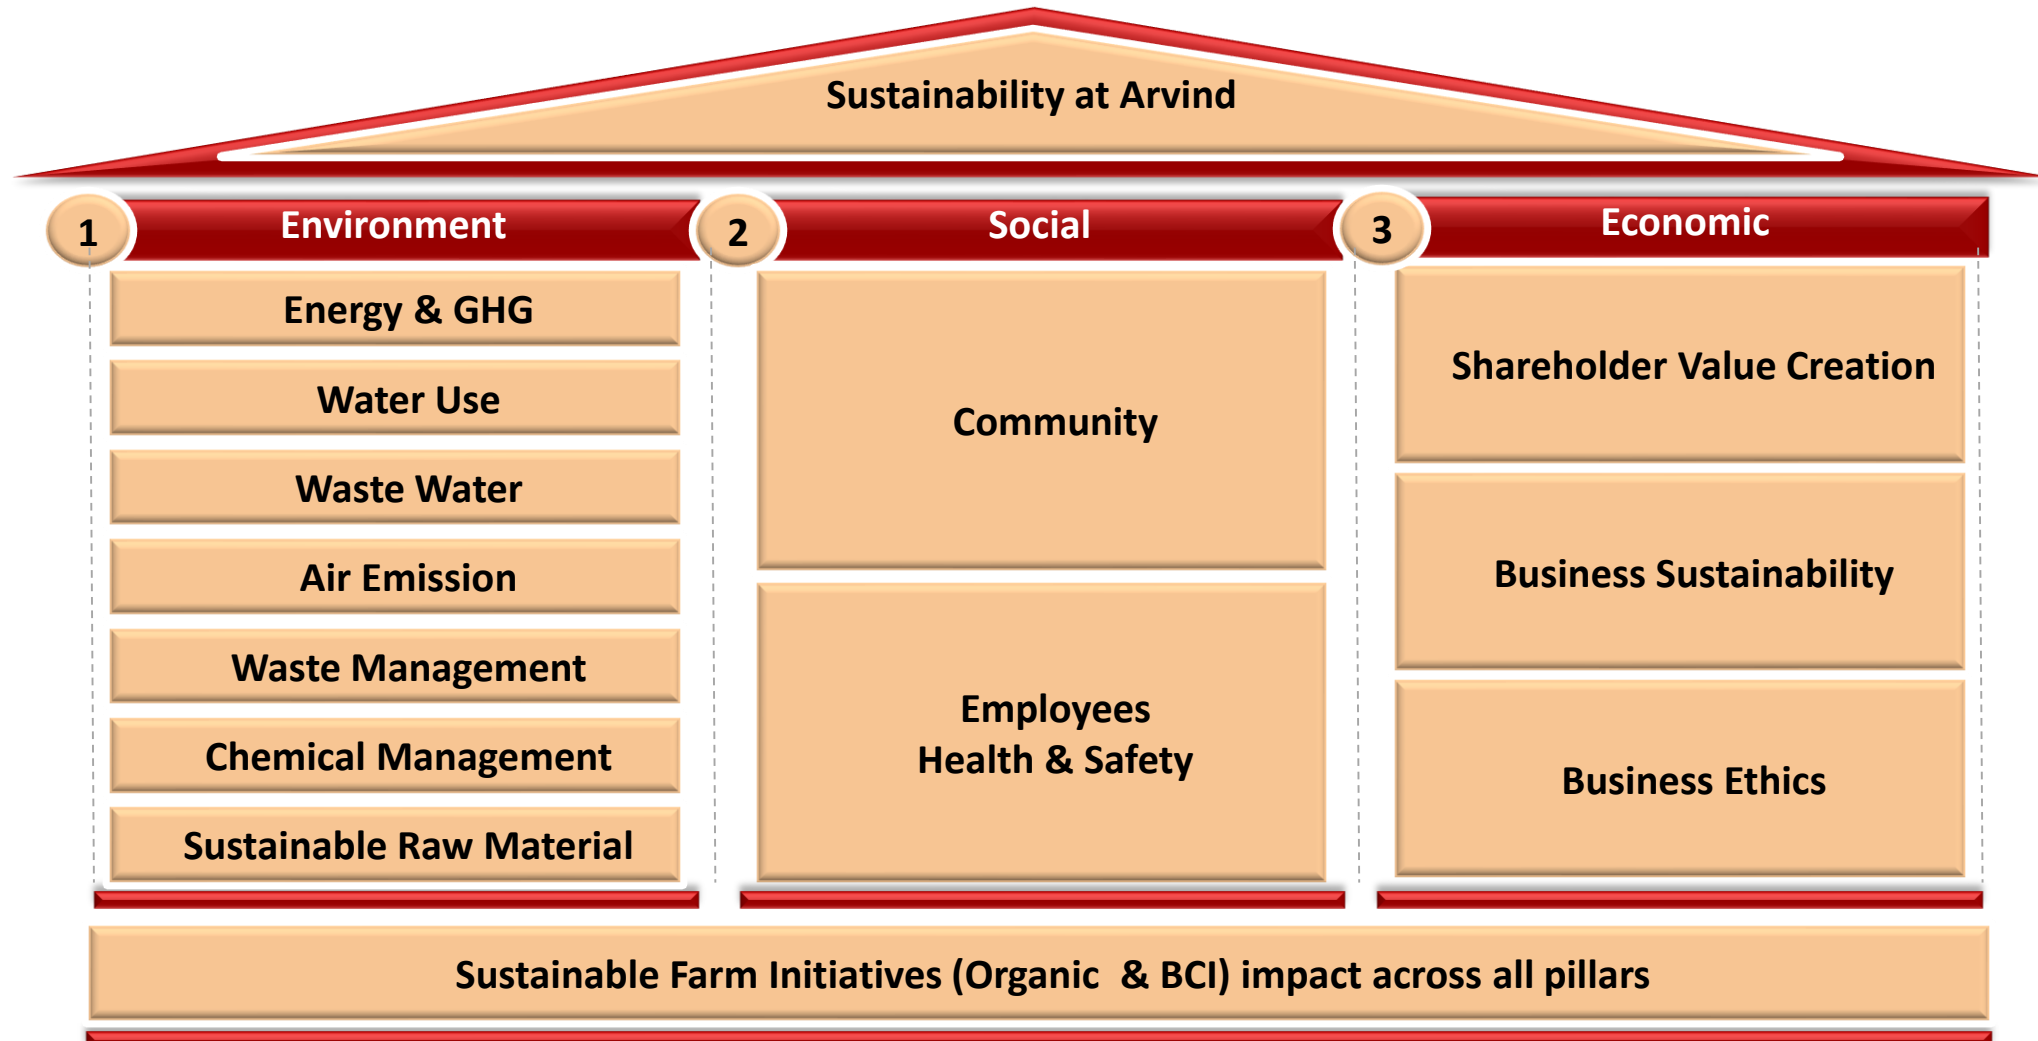 Sustainability at Arvind
1 Environment
Energy & GHG
Water Use
Waste Water
Air Emission
Waste Management
Chemical Management
Sustainable Raw Material
2 Social
Community
Employees
Health & Safety
3 Economic
Shareholder Value Creation
Business Sustainability
Business Ethics
Sustainable Farm Initiatives (Organic & BCI) impact across all pillars